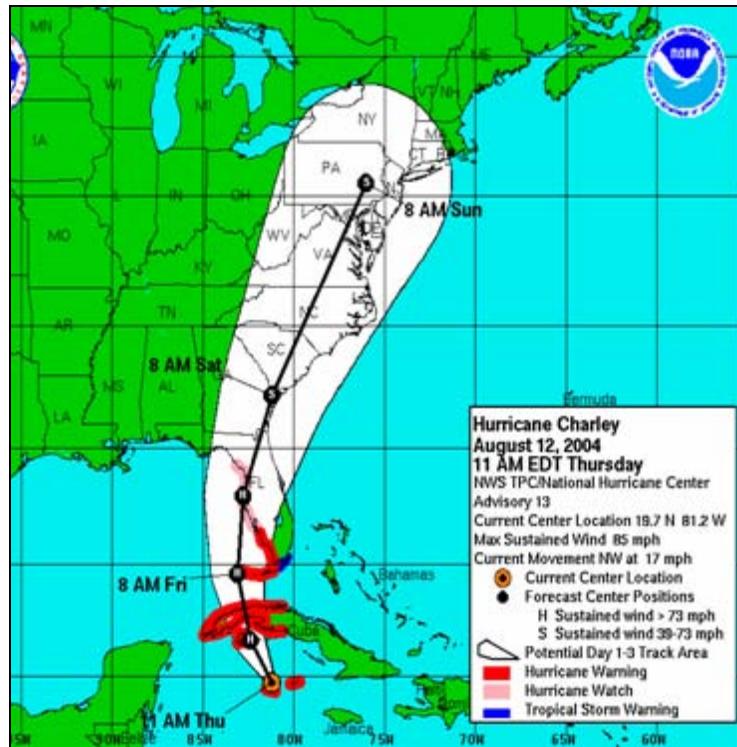 MN
WI
MI
IA
IL
IN
OH
MO
KY
TN
AR
MS
AL
LA
ME
VT
NH
NY
MA
CT
PA
WV
VA
DE
NC
SC
FL
NOAA
8 AM Sun
8 AM Sat
8 AM Fri
11 AM Thu
S
S
H
H
Bermuda
Bahamas
Cuba
Jamaica
Belize
Hurricane Charley
August 12, 2004
11 AM EDT Thursday
NWS TPC/National Hurricane Center
Advisory 13
Current Center Location 19.7 N 81.2 W
Max Sustained Wind 85 mph
Current Movement NW at 17 mph
Current Center Location
Forecast Center Positions
H Sustained wind > 73 mph
S Sustained wind 39-73 mph
Potential Day 1-3 Track Area
Hurricane Warning
Hurricane Watch
Tropical Storm Warning
85W
80W
75W
70W
65W
60W